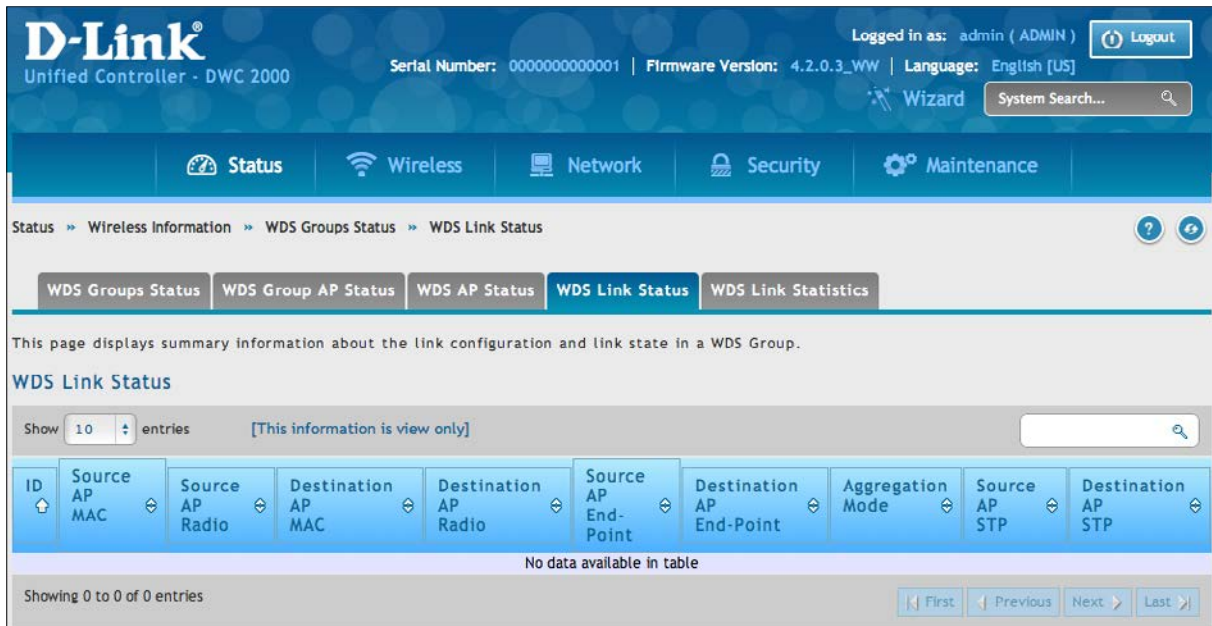 D-Link®
Unified Controller - DWC 2000
Logged in as: admin ( ADMIN )
Logout
Serial Number: 0000000000001 | Firmware Version: 4.2.0.3_WW | Language: English [US]
Wizard
System Search...
Status
Wireless
Network
Security
Maintenance
Status » Wireless Information » WDS Groups Status » WDS Link Status
?
WDS Groups Status
WDS Group AP Status
WDS AP Status
WDS Link Status
WDS Link Statistics
This page displays summary information about the link configuration and link state in a WDS Group.
WDS Link Status
Show 10 entries
[This information is view only]
ID
Source
AP
MAC
Source
AP
Radio
Destination
AP
MAC
Destination
AP
Radio
Source
AP
End-
Point
Destination
AP
End-Point
Aggregation
Mode
Source
AP
STP
Destination
AP
STP
No data available in table
Showing 0 to 0 of 0 entries
First
Previous
Next
Last